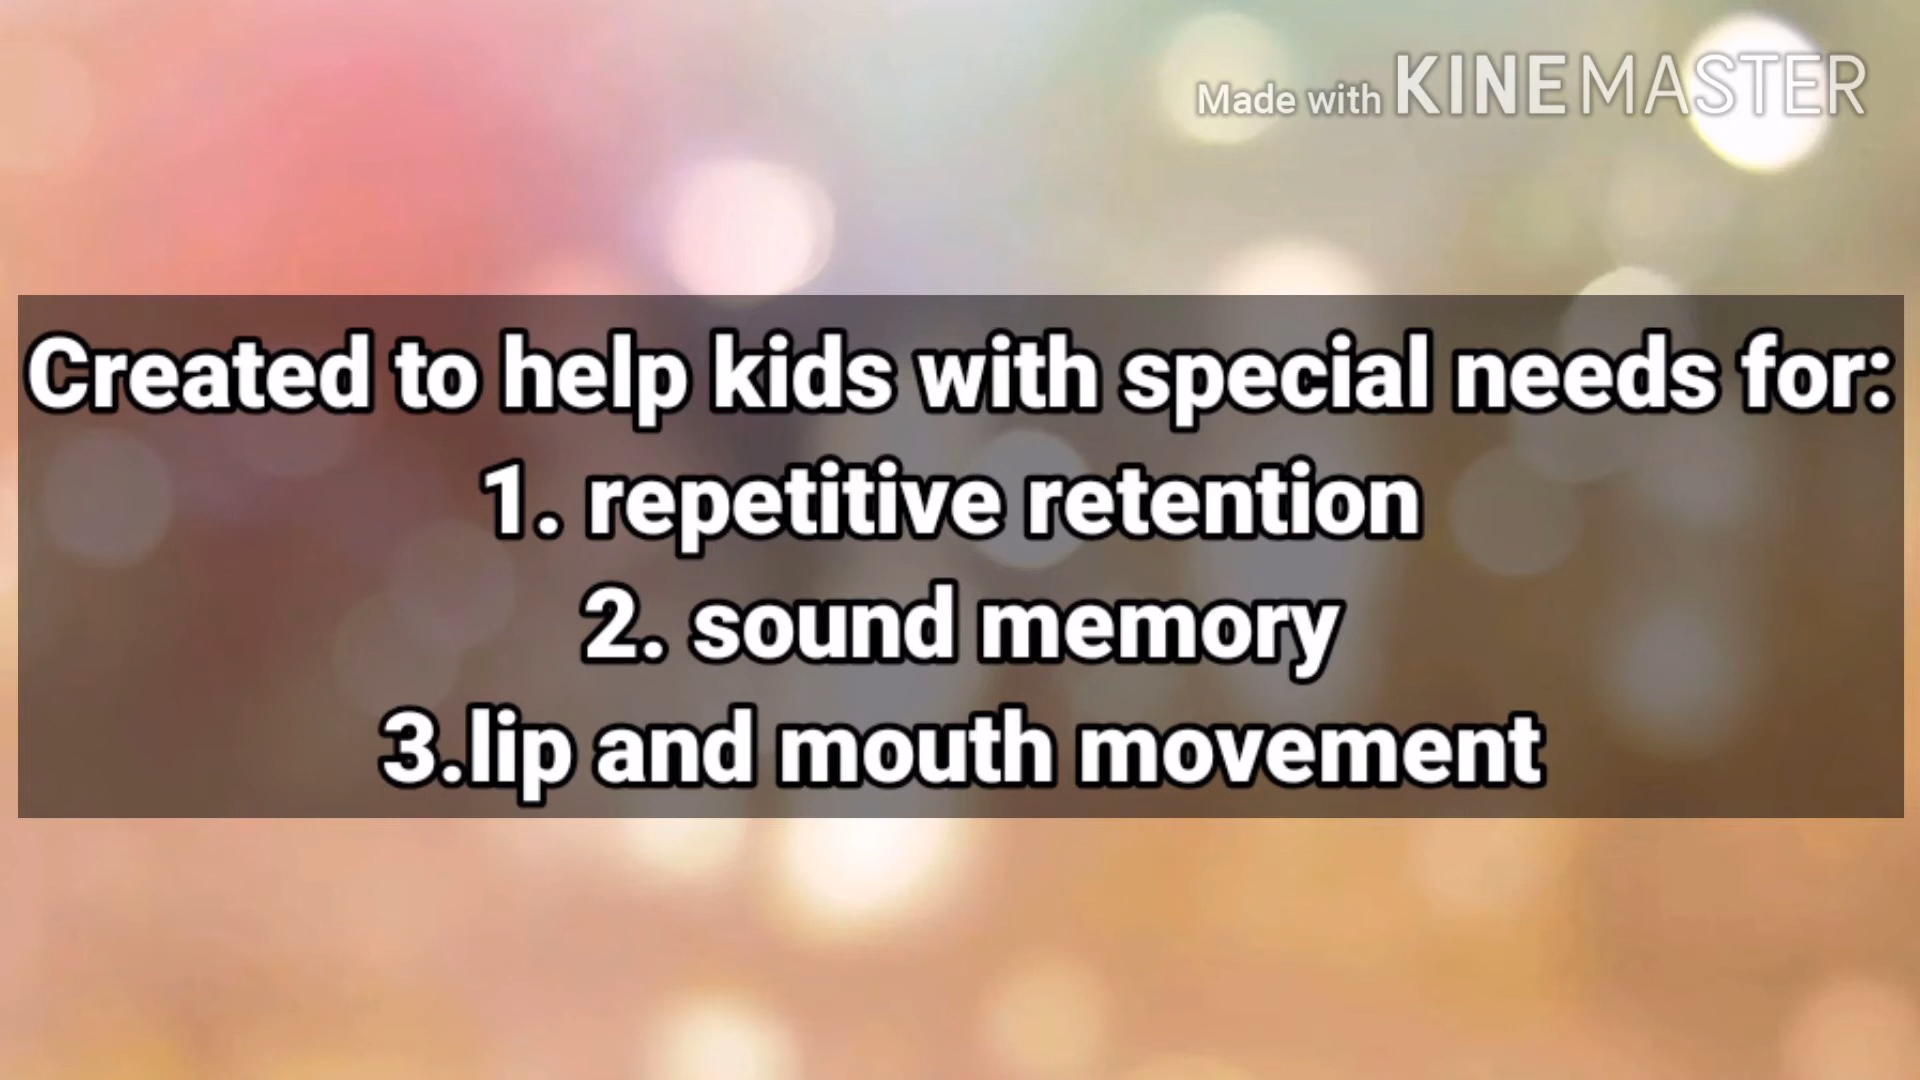 Made with KINEMASTER
Created to help kids with special needs for:
1. repetitive retention
2. sound memory
3.lip and mouth movement